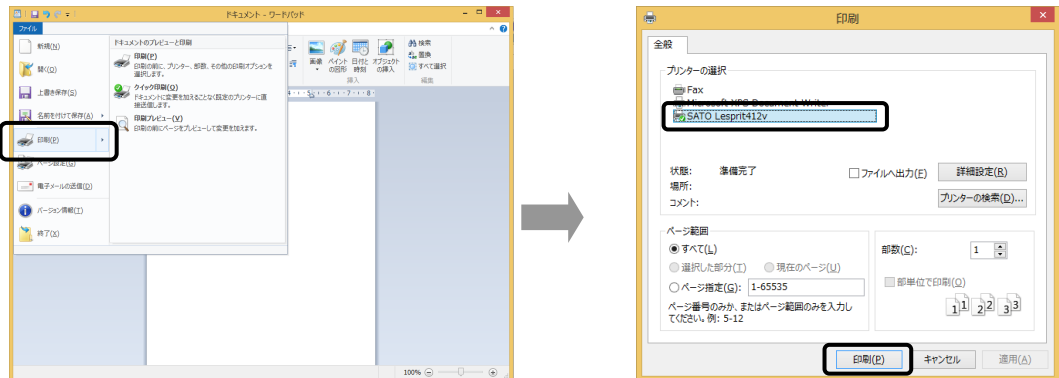 ドキュメント - ワードパッド
ファイル
新規(N)
開く(O)
上書き保存(S)
名前を付けて保存(A)
印刷(P)
ページ設定(G)
電子メールの送信(D)
バージョン情報(T)
終了(X)
ドキュメントのプレビューと印刷
印刷(P)
印刷の前に、プリンター、部数、その他の印刷オプションを
選択します。
クイック印刷(Q)
ドキュメントに変更を加えることなく既定のプリンターに直
接送信します。
印刷プレビュー(V)
印刷の前にページをプレビューして変更を加えます。
画像
ペイント
の図形
日付と
時刻
オブジェクト
の挿入
挿入
検索
置換
すべて選択
編集
100%
印刷
全般
プリンターの選択
Fax
Microsoft XPS Document Writer
SATO Lesprit412v
状態: 準備完了
場所:
コメント:
ファイルへ出力(F)
詳細設定(R)
プリンターの検索(D)...
ページ範囲
すべて(L)
選択した部分(T)
現在のページ(U)
ページ指定(G): 1-65535
ページ番号のみか、またはページ範囲のみを入力し
てください。例: 5-12
部数(C): 1
部単位で印刷(O)
1 1 2 2 3 3
印刷(P)
キャンセル
適用(A)